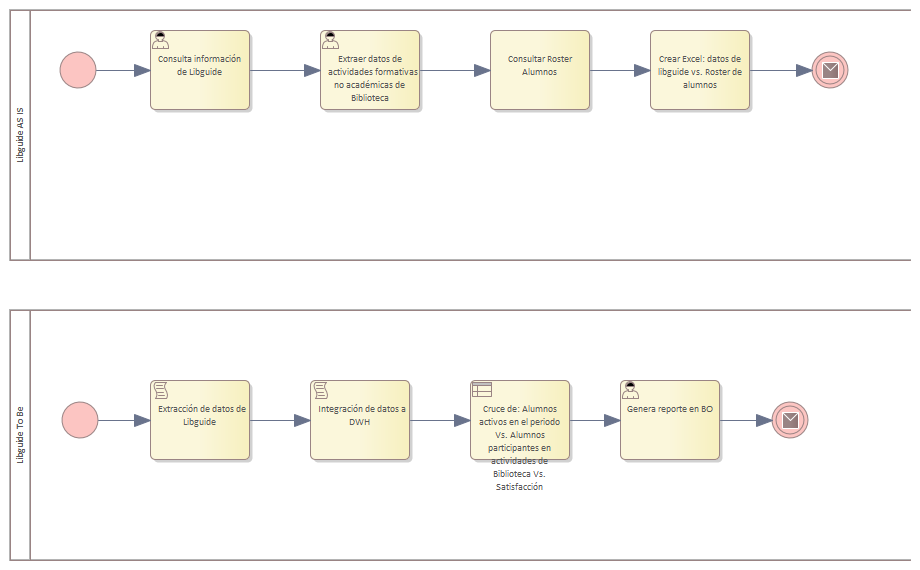 Libguide AS IS
Consulta información
de Libguide
Extraer datos de
actividades formativas
no académicas de
Biblioteca
Consultar Roster
Alumnos
Crear Excel: datos de
libguide vs. Roster de
alumnos
Libguide To Be
Extracción de datos de
Libguide
Integración de datos a
DWH
Cruce de: Alumnos
activos en el periodo
Vs. Alumnos
participantes en
actividades de
Biblioteca Vs.
Satisfacción
Genera reporte en BO